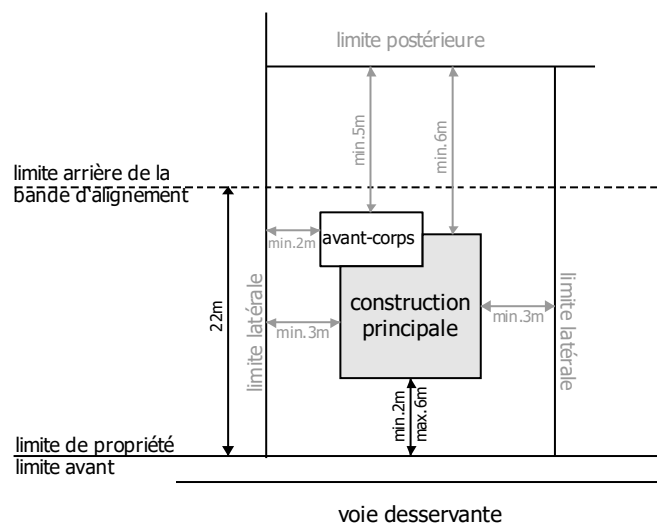 limite postérieure
min.5m
min.6m
limite arrière de la
bande d'alignement
min.2m
avant-corps
22m
limite latérale
min.3m
construction
principale
min.3m
limite latérale
min.2m
max.6m
limite de propriété
limite avant
voie desservante